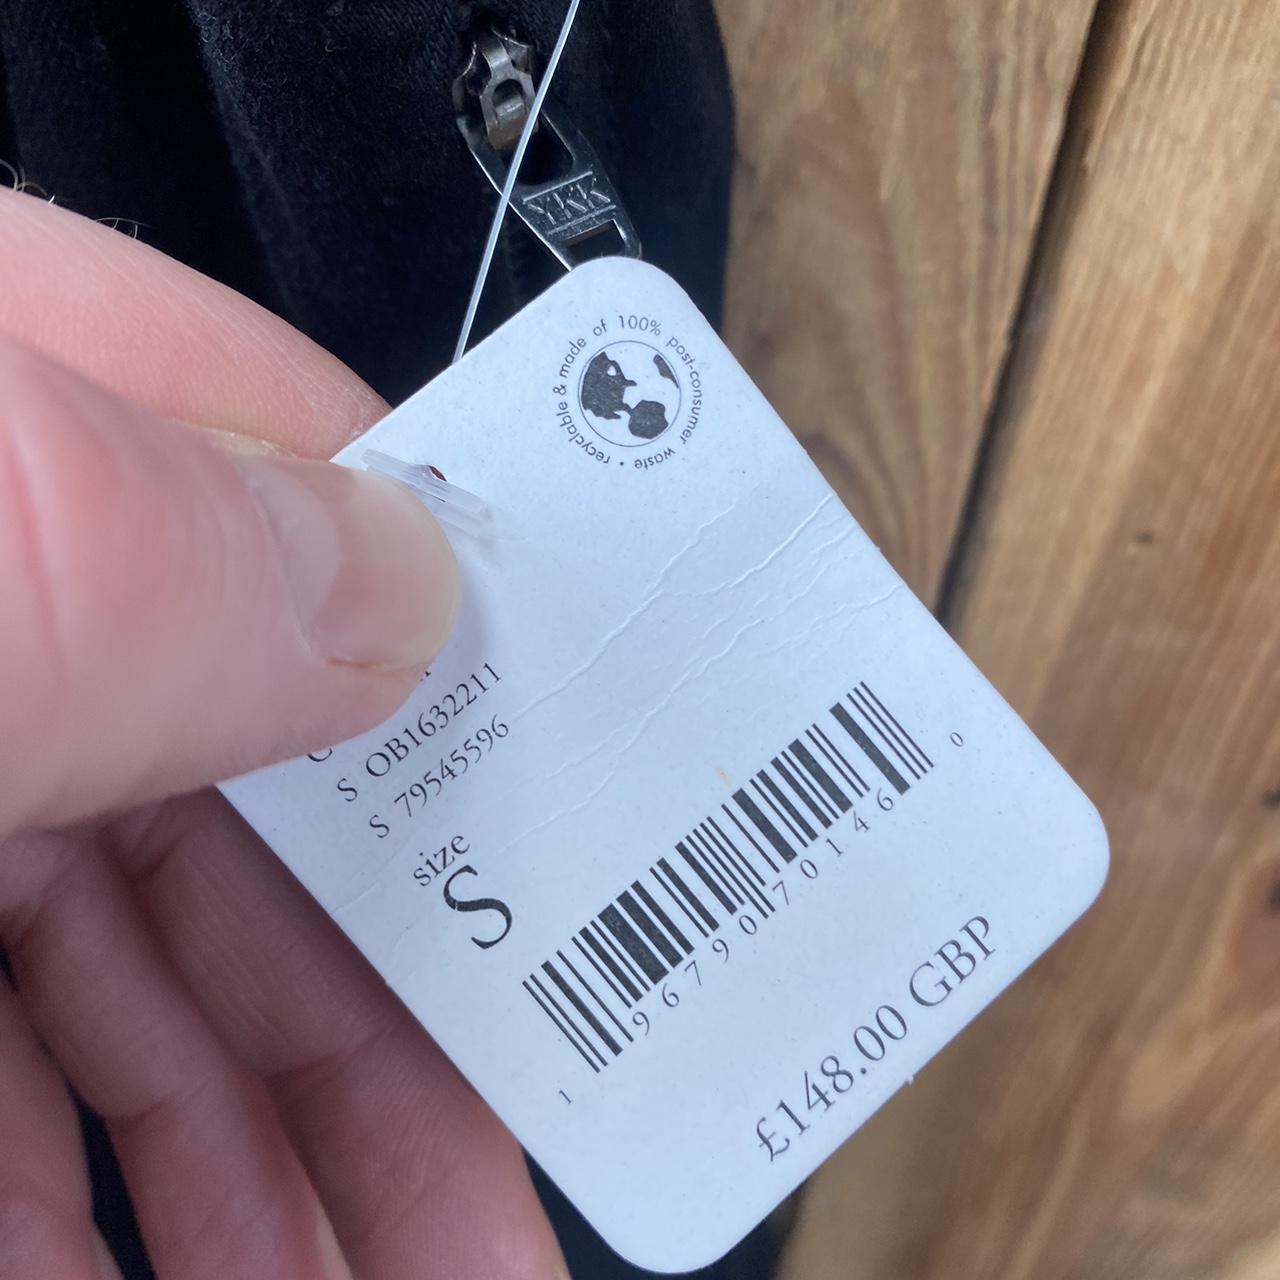 YKK
recyclable & made of 100% post-consumer waste •
S OB1632211
S 79545596
size
S
1 96790 70146 0
£148.00 GBP